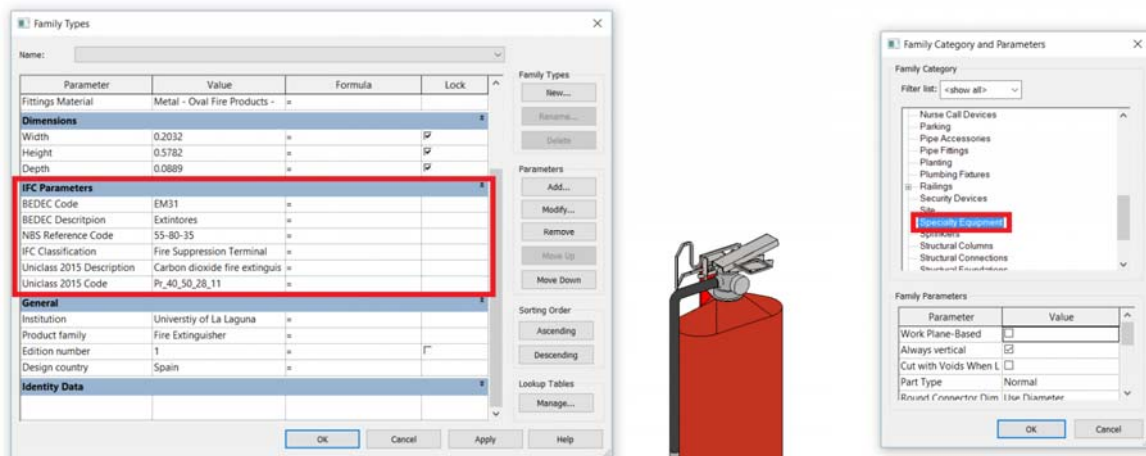 Family Types
Name:
Parameter Value Formula Lock
Fittings Material Metal - Oval Fire Products - =
Dimensions
Width 0.2032 =
Height 0.5782 =
Depth 0.0889 =
IFC Parameters
BEDEC Code EM31 =
BEDEC Descritpion Extintores =
NBS Reference Code 55-80-35 =
IFC Classification Fire Suppression Terminal =
Uniclass 2015 Description Carbon dioxide fire extinguis =
Uniclass 2015 Code Pr_40_50_28_11 =
General
Institution Universtiy of La Laguna =
Product family Fire Extinguisher =
Edition number 1 =
Design country Spain =
Identity Data
Family Types
New...
Rename...
Delete
Parameters
Add...
Modify...
Remove
Move Up
Move Down
Sorting Order
Ascending
Descending
Lookup Tables
Manage...
OK Cancel Apply Help
Family Category and Parameters
Family Category
Filter list: <show all>
Nurse Call Devices
Parking
Pipe Accessories
Pipe Fittings
Planting
Plumbing Fixtures
Railings
Security Devices
Site
Specialty Equipment
Sprinklers
Structural Columns
Structural Connections
Structural Foundations
Family Parameters
Parameter Value
Work Plane-Based
Always vertical
Cut with Voids When L
Part Type Normal
Round Connector Dim Use Diameter
OK Cancel